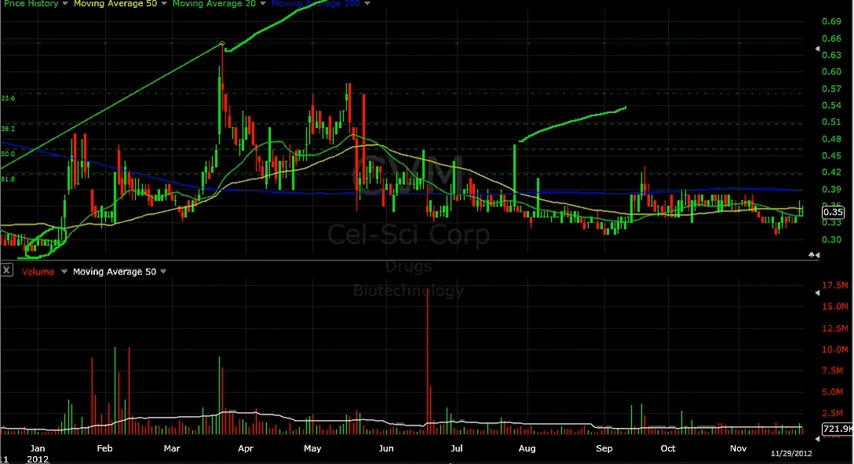 Price History Moving Average 50 Moving Average 20 Moving Average 200
0.69
0.66
0.63
0.60
0.57
0.54
0.51
0.48
0.45
0.42
0.39
0.36
0.35
0.33
0.30
23.6
38.2
50.0
61.8
CVM
Cel-Sci Corp
Drugs
Biotechnology
X Volume Moving Average 50
17.5M
15.0M
12.5M
10.0M
7.5M
5.0M
2.5M
721.9K
Jan Feb Mar Apr May Jun Jul Aug Sep Oct Nov
11 2012 11/29/2012